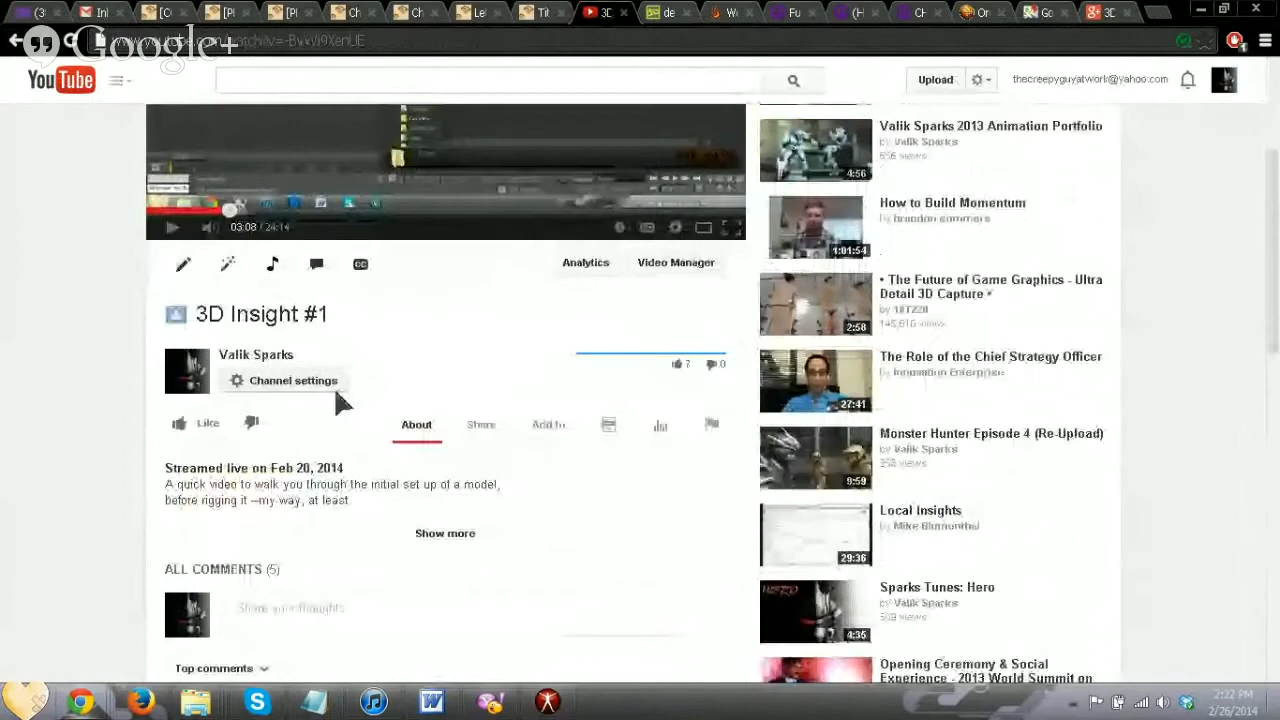 Google+
YouTube
Upload
thecreepyguyatwork@yahoo.com
08:08 / 24:14
Analytics
Video Manager
3D Insight #1
Valik Sparks
Channel settings
7
0
Like
About
Share
Add to
Streamed live on Feb 20, 2014
A quick video to walk you through the initial set up of a model,
before rigging it --my way, at least
Show more
ALL COMMENTS (5)
Share your thoughts
Top comments
Valik Sparks 2013 Animation Portfolio
by Valik Sparks
656 views
4:56
How to Build Momentum
by brandon sommers
1:01:54
• The Future of Game Graphics - Ultra
Detail 3D Capture •
2:58
The Role of the Chief Strategy Officer
by Innovation Enterprise
27:41
Monster Hunter Episode 4 (Re-Upload)
by Valik Sparks
9:59
Local Insights
by Mike Blumenthal
29:36
Sparks Tunes: Hero
by Valik Sparks
4:35
Opening Ceremony & Social
Experience - 2013 World Summit on
2:22 PM
2/26/2014